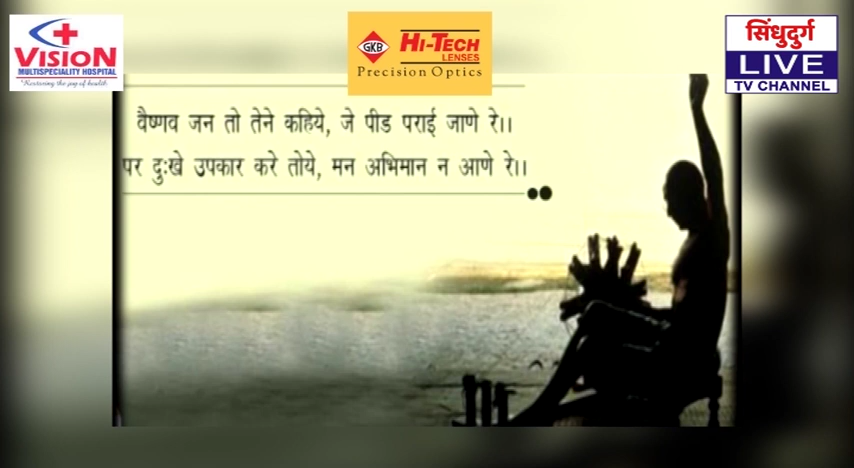 VISION
MULTISPECIALITY HOSPITAL
"Restoring the joy of health"
GKB
HI-TECH
LENSES
Precision Optics
सिंधुदुर्ग
LIVE
TV CHANNEL
वैष्णव जन तो तेने कहिये, जे पीड पराई जाणे रे।।
पर दुःखे उपकार करे तोये, मन अभिमान न आणे रे।।